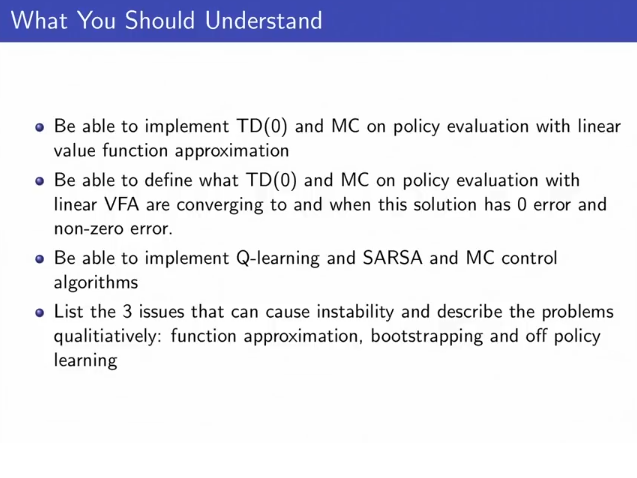 What You Should Understand
Be able to implement TD(0) and MC on policy evaluation with linear
value function approximation
Be able to define what TD(0) and MC on policy evaluation with
linear VFA are converging to and when this solution has 0 error and
non-zero error.
Be able to implement Q-learning and SARSA and MC control
algorithms
List the 3 issues that can cause instability and describe the problems
qualitiatively: function approximation, bootstrapping and off policy
learning